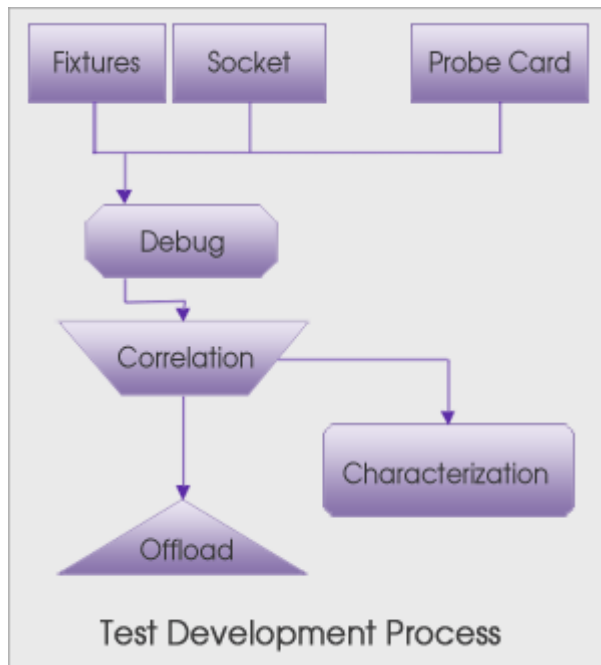 Fixtures
Socket
Probe Card
Debug
Correlation
Characterization
Offload
Test Development Process